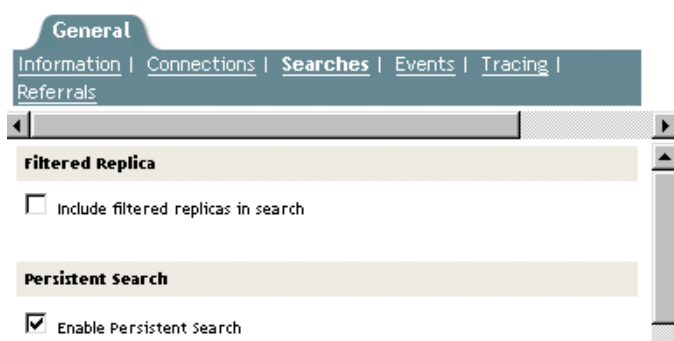 General
Information | Connections | Searches | Events | Tracing |
Referrals
Filtered Replica
Include filtered replicas in search
Persistent Search
Enable Persistent Search